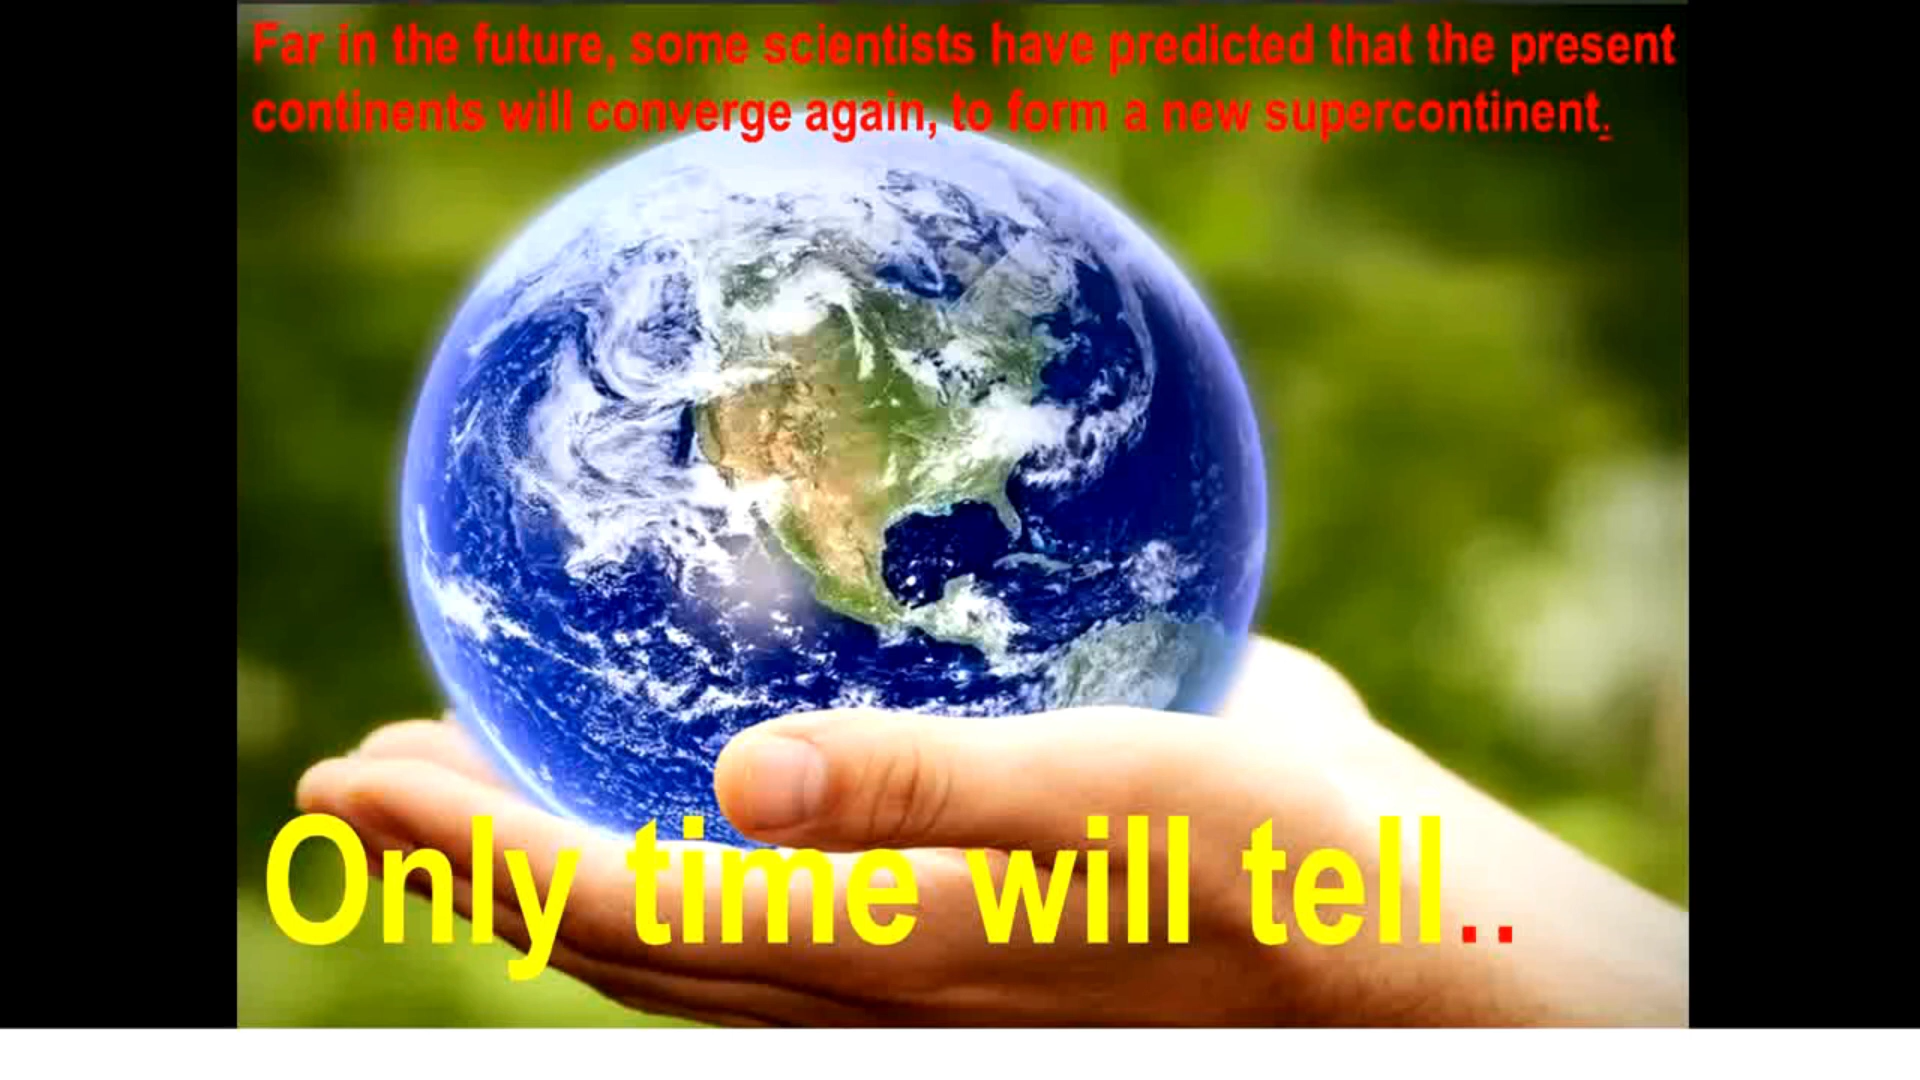 Far in the future, some scientists have predicted that the present
continents will converge again, to form a new supercontinent.
Only time will tell..